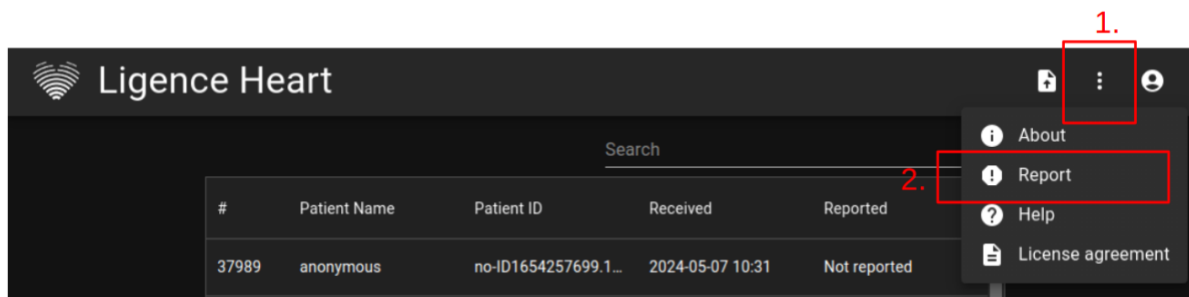 1.
Ligence Heart
About
Search
2.
Report
# Patient Name Patient ID Received Reported
Help
37989 anonymous no-ID1654257699.1... 2024-05-07 10:31 Not reported
License agreement